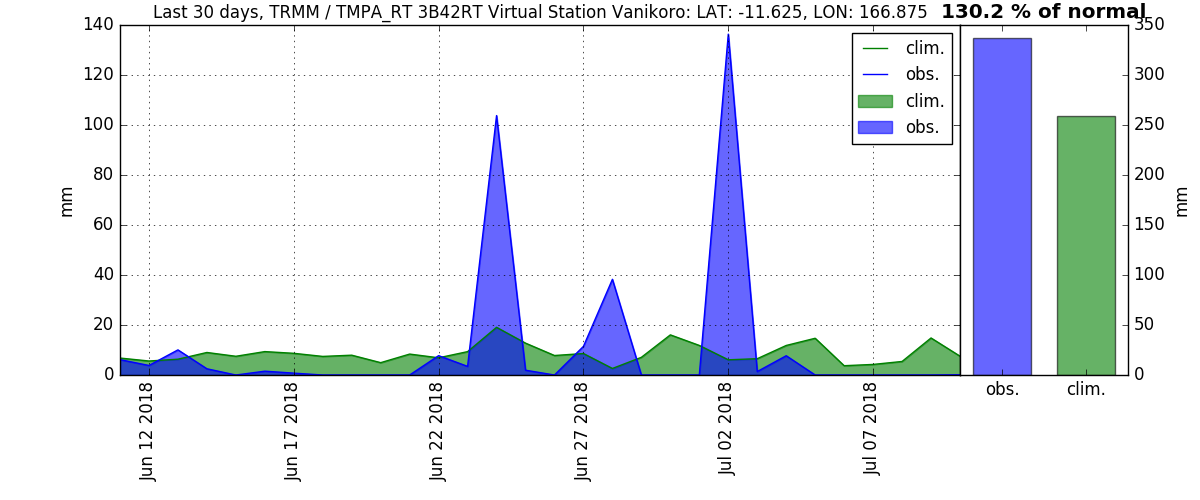 Last 30 days, TRMM / TMPA_RT 3B42RT Virtual Station Vanikoro: LAT: -11.625, LON: 166.875 130.2 % of normal
140
120
100
80
60
40
20
0
mm
clim.
obs.
clim.
obs.
Jun 12 2018
Jun 17 2018
Jun 22 2018
Jun 27 2018
Jul 02 2018
Jul 07 2018
350
300
250
200
150
100
50
0
mm
obs.
clim.